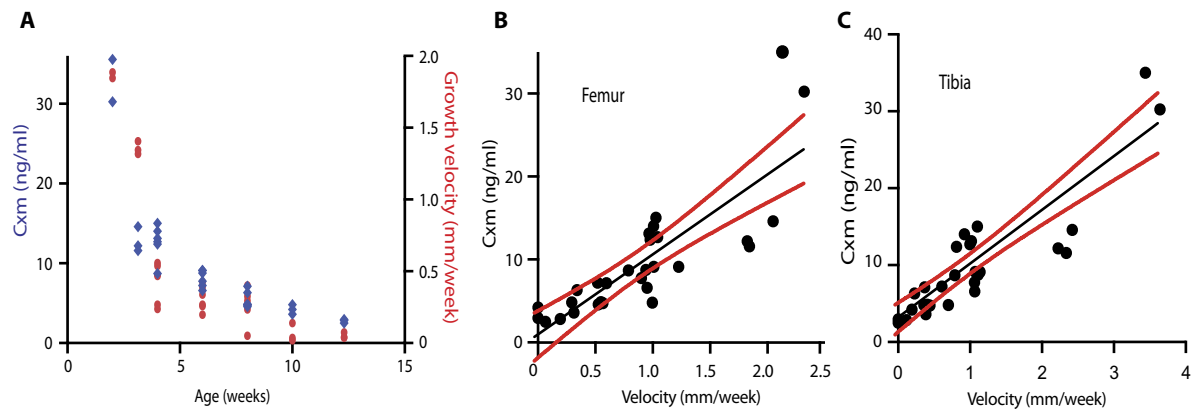 A
Cxm (ng/ml)
30
20
10
0
2.0
1.5
1.0
0.5
0
Growth velocity (mm/week)
0 5 10 15
Age (weeks)
B
Femur
Cxm (ng/ml)
30
20
10
0
0 0.5 1.0 1.5 2.0 2.5
Velocity (mm/week)
C
Tibia
Cxm (ng/ml)
40
30
20
10
0
0 1 2 3 4
Velocity (mm/week)